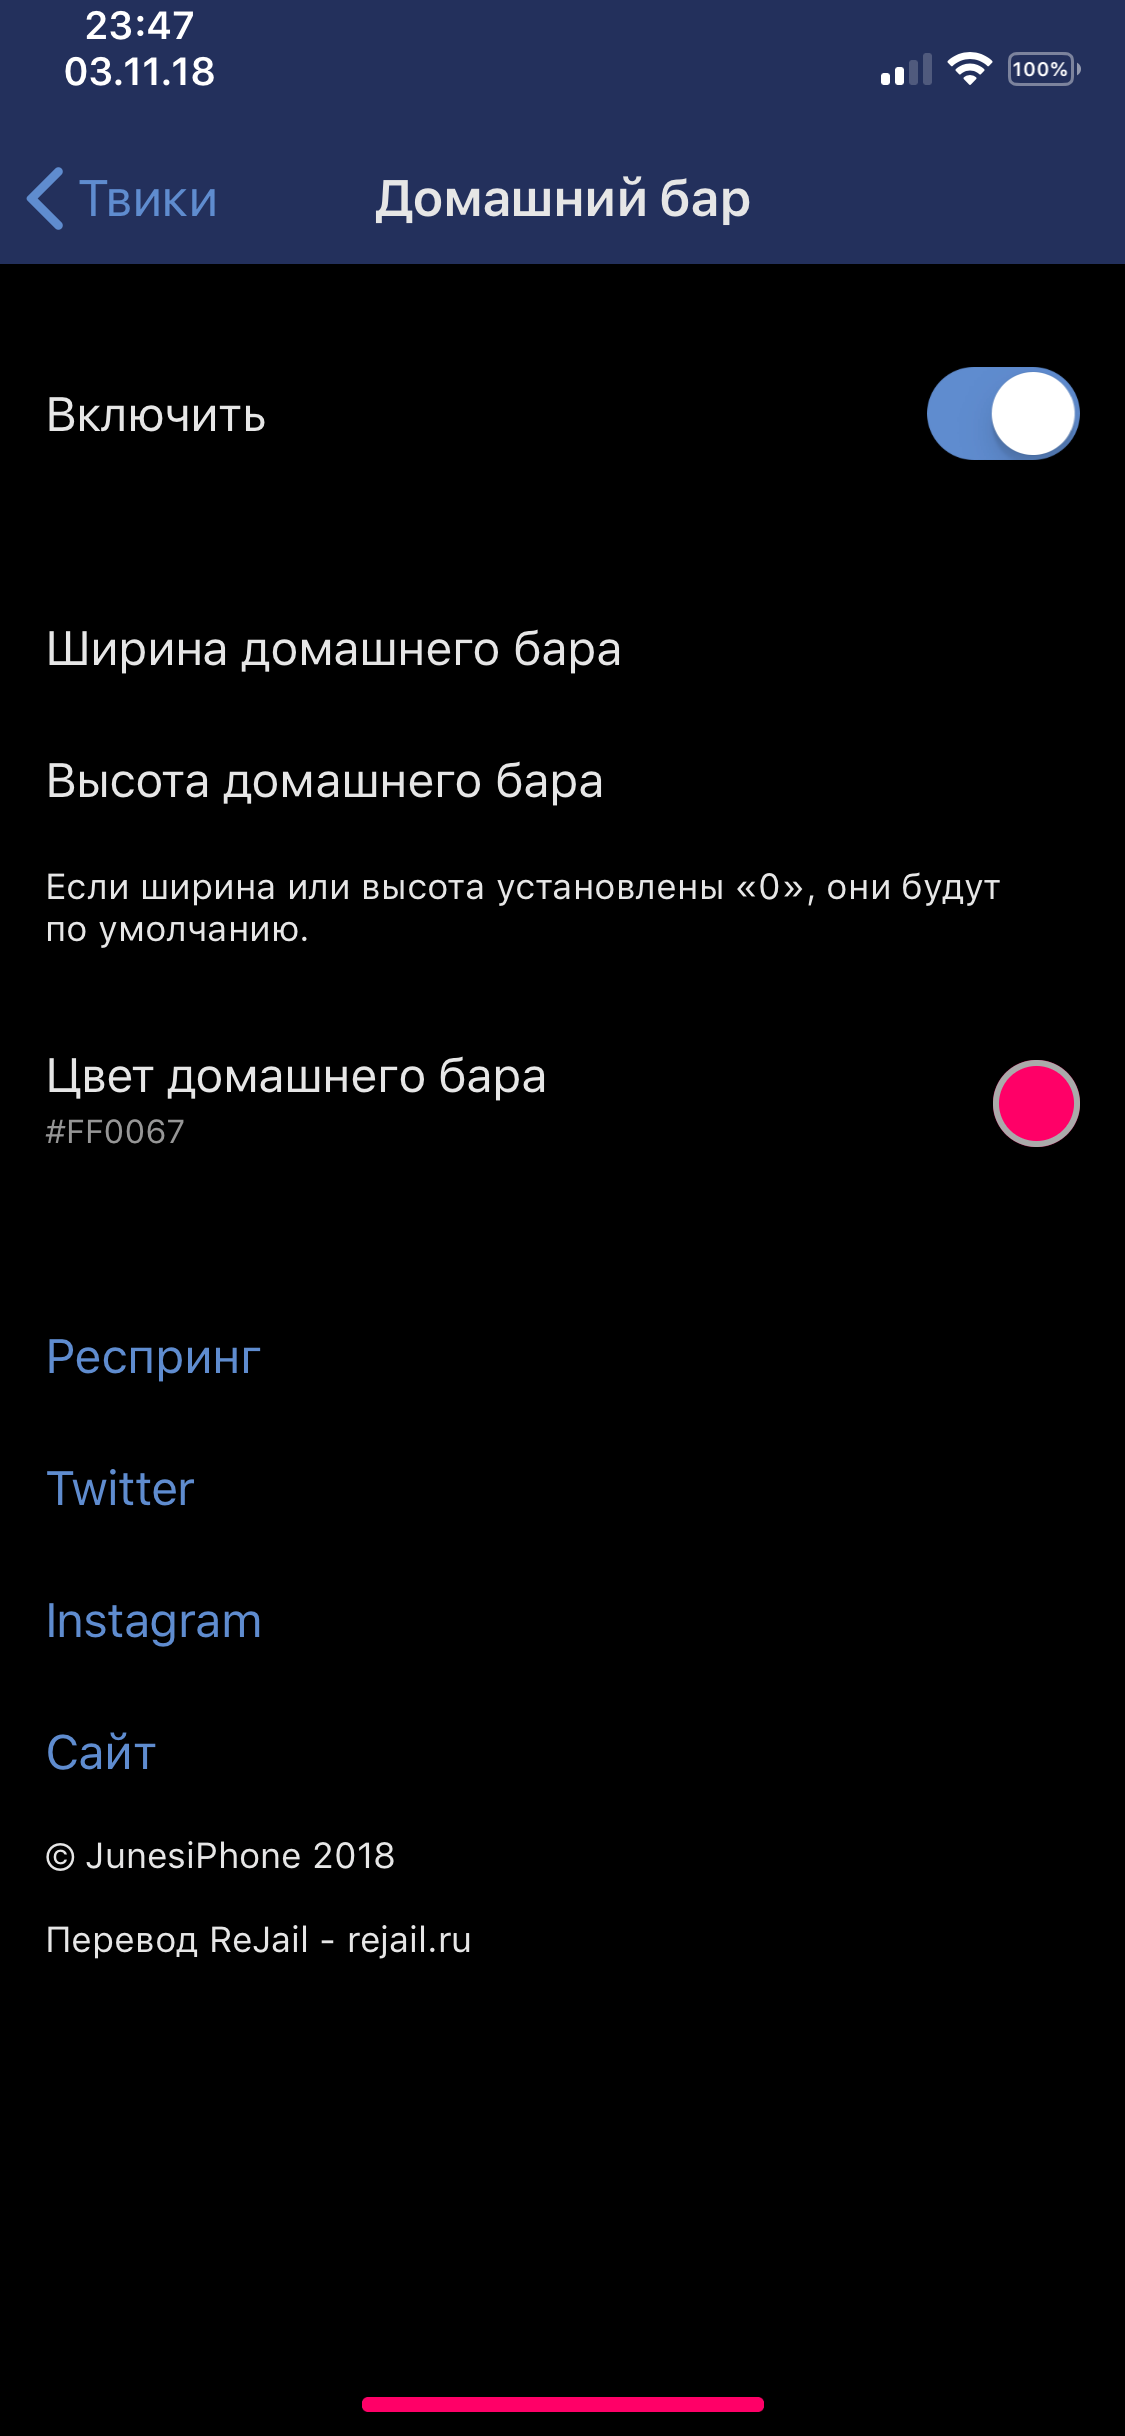 23:47
03.11.18
100%
Твики
Домашний бар
Включить
Ширина домашнего бара
Высота домашнего бара
Если ширина или высота установлены «0», они будут
по умолчанию.
Цвет домашнего бара
#FF0067
Респринг
Twitter
Instagram
Сайт
© JunesiPhone 2018
Перевод ReJail - rejail.ru